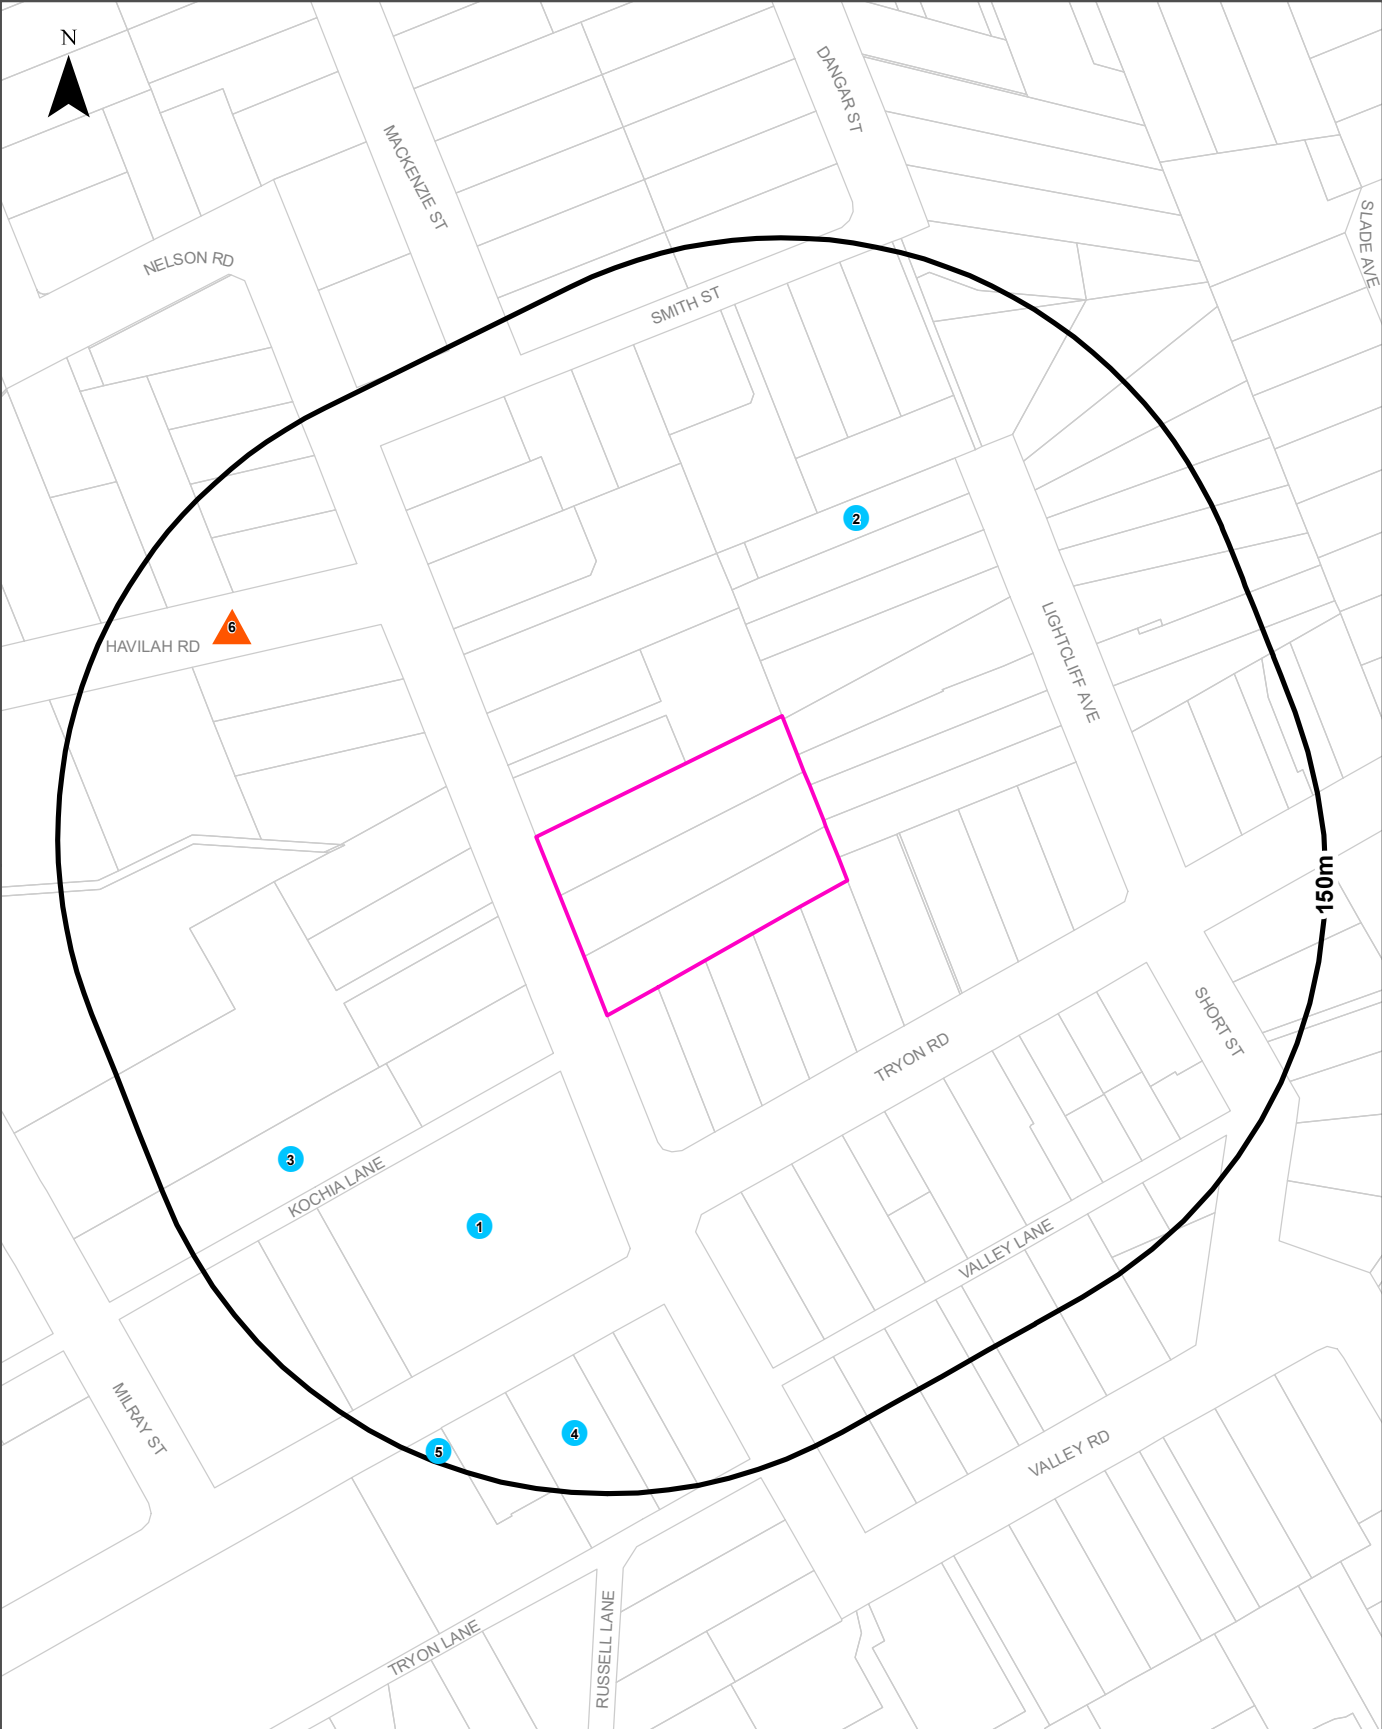 N
DANGAR ST
MACKENZIE ST
SLADE AVE
NELSON RD
SMITH ST
2
6
HAVILAH RD
LIGHTCLIFF AVE
150m
SHORT ST
TRYON RD
3
KOCHIA LANE
1
VALLEY LANE
MILRAY ST
4
5
VALLEY RD
TRYON LANE
RUSSELL LANE